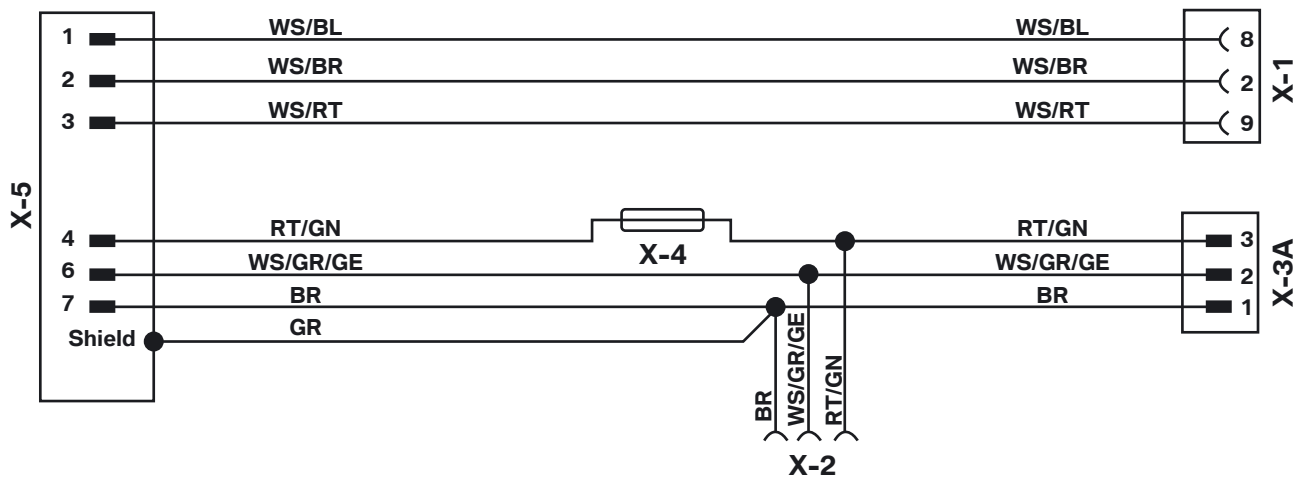 1 WS/BL WS/BL 8
2 WS/BR WS/BR 2
3 WS/RT WS/RT 9
X-1
X-5
4 RT/GN RT/GN 3
X-4
6 WS/GR/GE WS/GR/GE 2
7 BR BR 1
X-3A
Shield GR
BR WS/GR/GE RT/GN
X-2